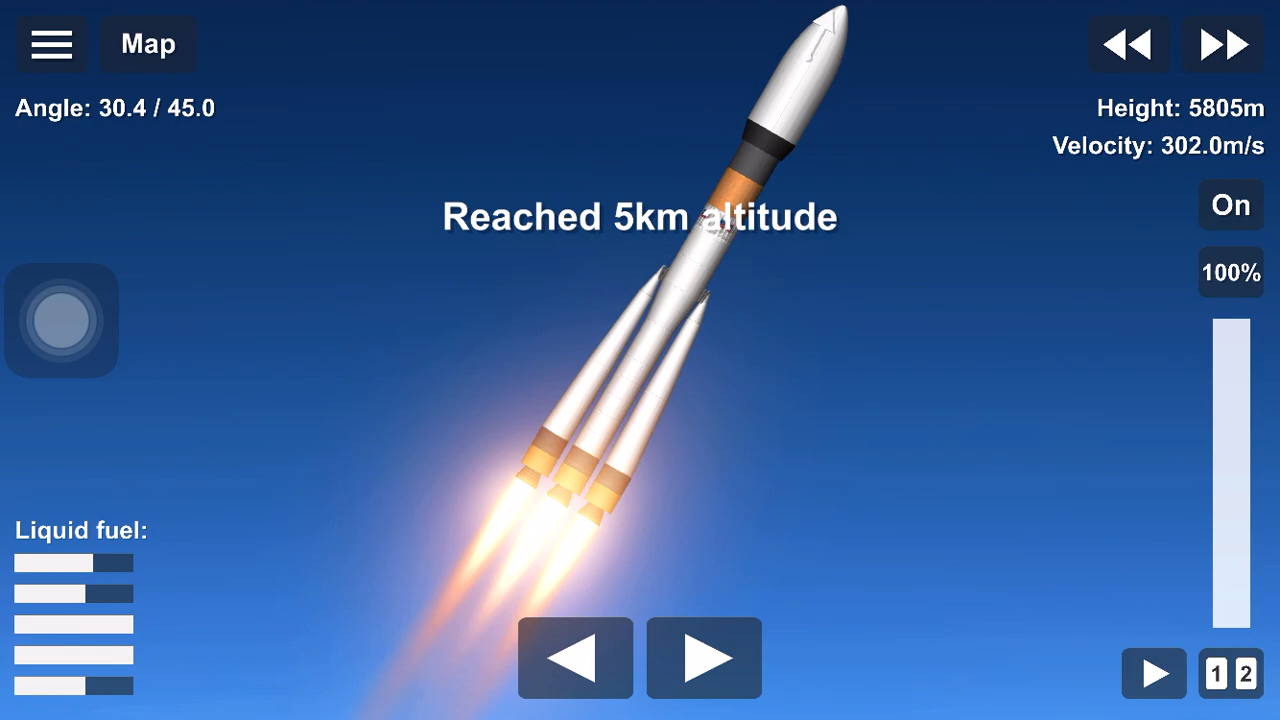 Map
Angle: 30.4 / 45.0
Height: 5805m
Velocity: 302.0m/s
Reached 5km altitude
On
100%
Liquid fuel:
1 2